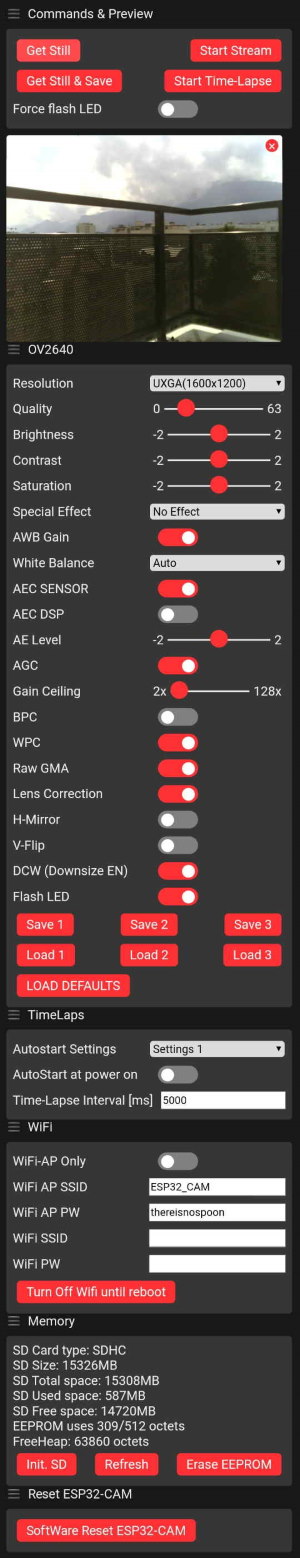 Commands & Preview
Get Still Start Stream
Get Still & Save Start Time-Lapse
Force flash LED
OV2640
Resolution UXGA(1600x1200)
Quality 0 63
Brightness -2 2
Contrast -2 2
Saturation -2 2
Special Effect No Effect
AWB Gain
White Balance Auto
AEC SENSOR
AEC DSP
AE Level -2 2
AGC
Gain Ceiling 2x 128x
BPC
WPC
Raw GMA
Lens Correction
H-Mirror
V-Flip
DCW (Downsize EN)
Flash LED
Save 1 Save 2 Save 3
Load 1 Load 2 Load 3
LOAD DEFAULTS
TimeLaps
Autostart Settings Settings 1
AutoStart at power on
Time-Lapse Interval [ms] 5000
WiFi
WiFi-AP Only
WiFi AP SSID ESP32_CAM
WiFi AP PW thereisnospoon
WiFi SSID
WiFi PW
Turn Off Wifi until reboot
Memory
SD Card type: SDHC
SD Size: 15326MB
SD Total space: 15308MB
SD Used space: 587MB
SD Free space: 14720MB
EEPROM uses 309/512 octets
FreeHeap: 63860 octets
Init. SD Refresh Erase EEPROM
Reset ESP32-CAM
SoftWare Reset ESP32-CAM